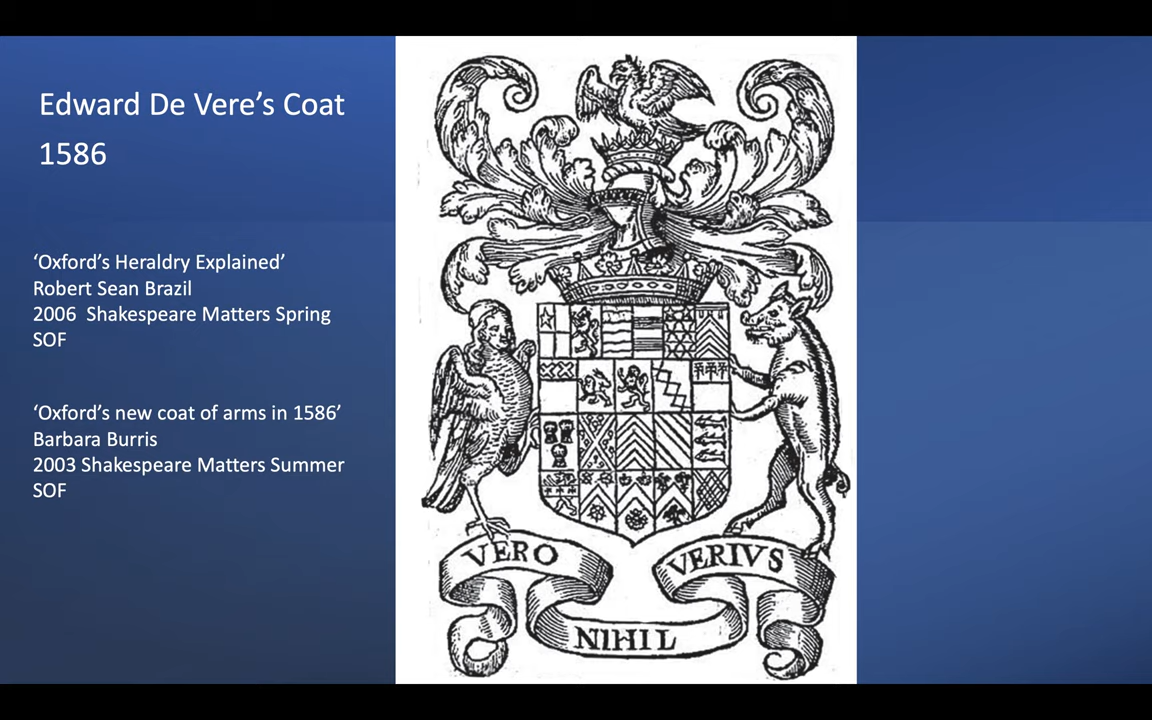 Edward De Vere’s Coat
1586
‘Oxford’s Heraldry Explained’
Robert Sean Brazil
2006  Shakespeare Matters Spring
SOF
‘Oxford’s new coat of arms in 1586’
Barbara Burris
2003 Shakespeare Matters Summer
SOF
VERO
VERIVS
NIHIL